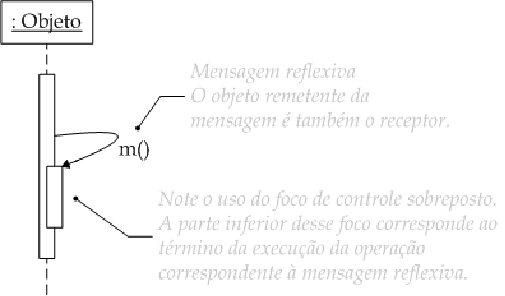 : Objeto
Mensagem reflexiva
O objeto remetente da
mensagem é também o receptor.
m()
Note o uso do foco de controle sobreposto.
A parte inferior desse foco corresponde ao
término da execução da operação
correspondente à mensagem reflexiva.